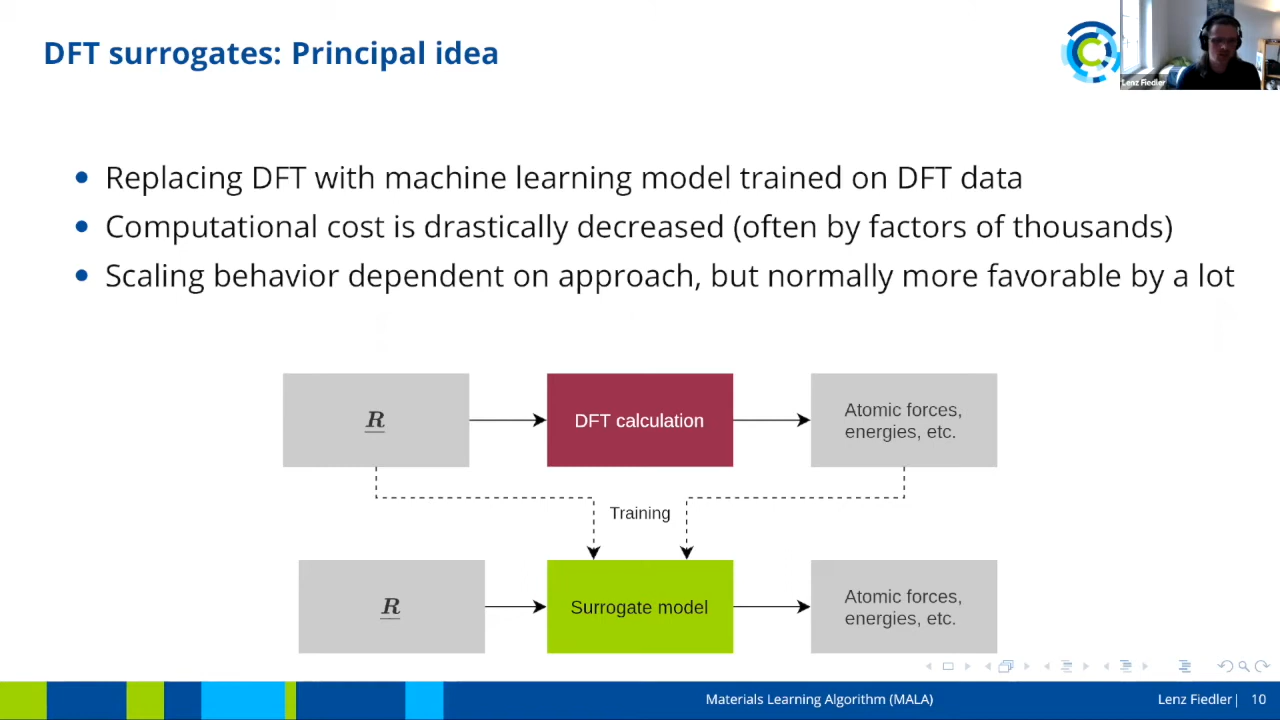 DFT surrogates: Principal idea
Lenz Fiedler
Replacing DFT with machine learning model trained on DFT data
Computational cost is drastically decreased (often by factors of thousands)
Scaling behavior dependent on approach, but normally more favorable by a lot
R
DFT calculation
Atomic forces,
energies, etc.
Training
R
Surrogate model
Atomic forces,
energies, etc.
Materials Learning Algorithm (MALA)
Lenz Fiedler| 10